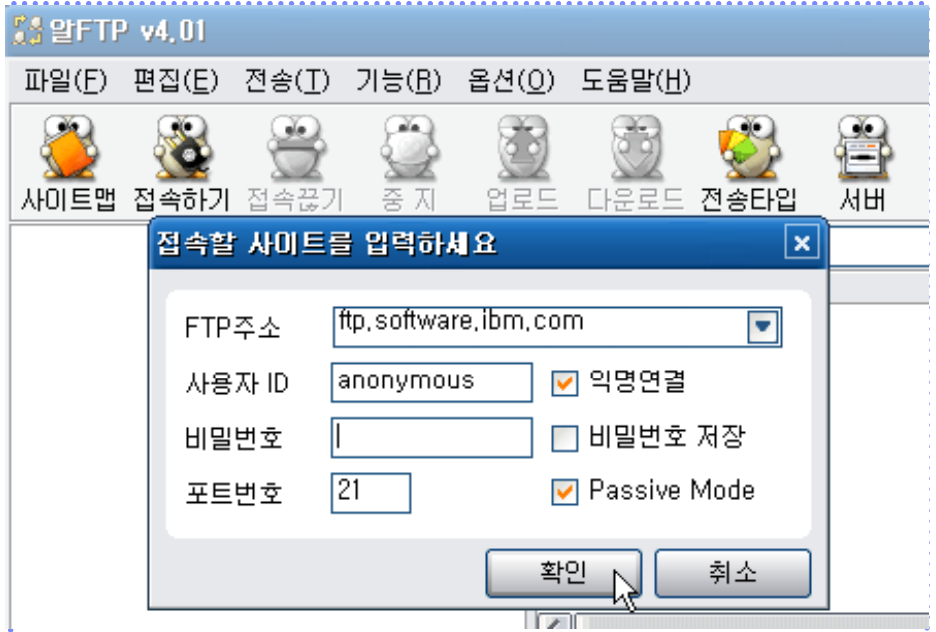 알FTP v4.01
파일(F) 편집(E) 전송(T) 기능(R) 옵션(O) 도움말(H)
사이트맵 접속하기 접속끊기 중 지 업로드 다운로드 전송타입 서버
접속할 사이트를 입력하세요
FTP주소 ftp.software.ibm.com
사용자 ID anonymous 익명연결
비밀번호 비밀번호 저장
포트번호 21 Passive Mode
확인 취소